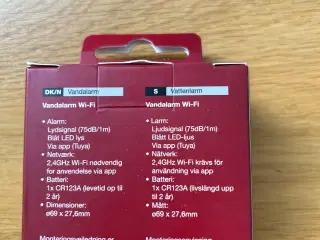 DK/N Vandalarm
Vandalarm Wi-Fi
• Alarm:
Lydsignal (75dB/1m)
Blåt LED lys
Via app (Tuya)
• Netværk:
2,4GHz Wi-Fi nødvendig
for anvendelse via app
• Batteri:
1x CR123A (levetid op til
2 år)
• Dimensioner:
ø69 x 27,6mm
Monteringsvejledning er
S Vattenlarm
Vattenlarm Wi-Fi
• Larm:
Ljudsignal (75dB/1m)
Blått LED-ljus
Via app (Tuya)
• Nätverk:
2,4GHz Wi-Fi krävs för
användning via app
• Batteri:
1x CR123A (livslängd upp
till 2 år)
• Mått:
ø69 x 27,6mm